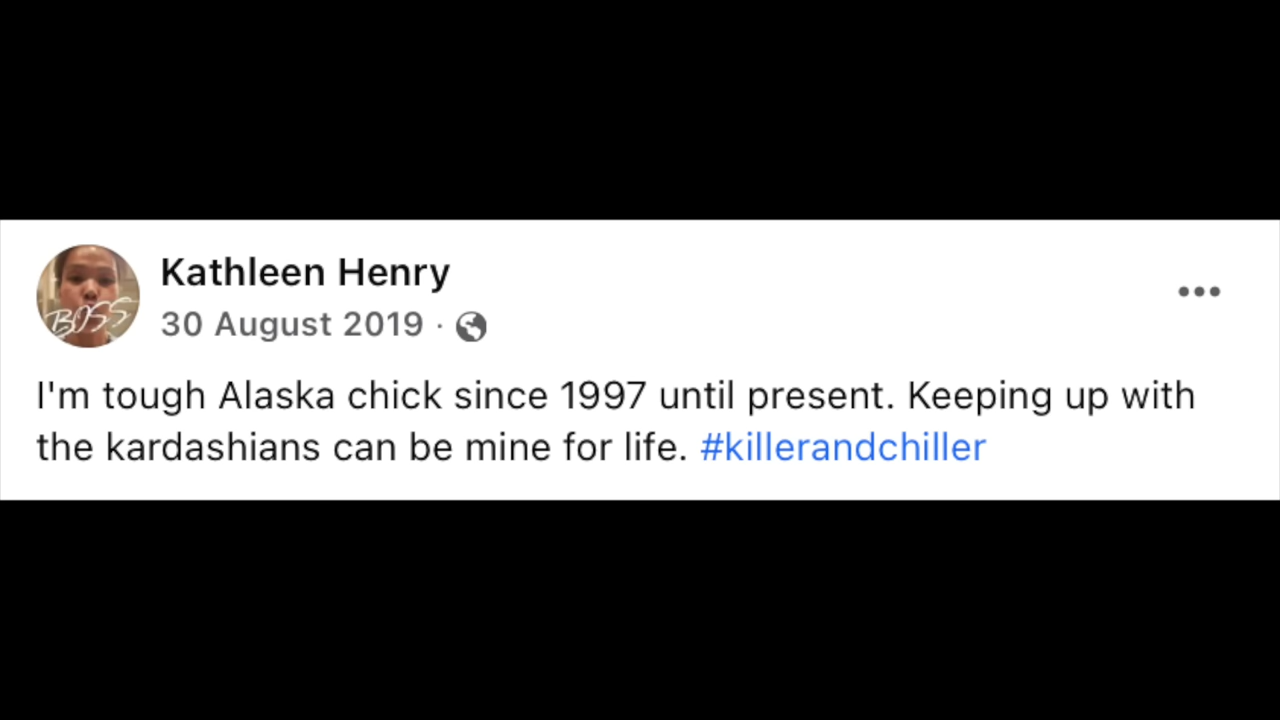 Kathleen Henry
30 August 2019 ·
BOSS
I'm tough Alaska chick since 1997 until present. Keeping up with
the kardashians can be mine for life. #killerandchiller